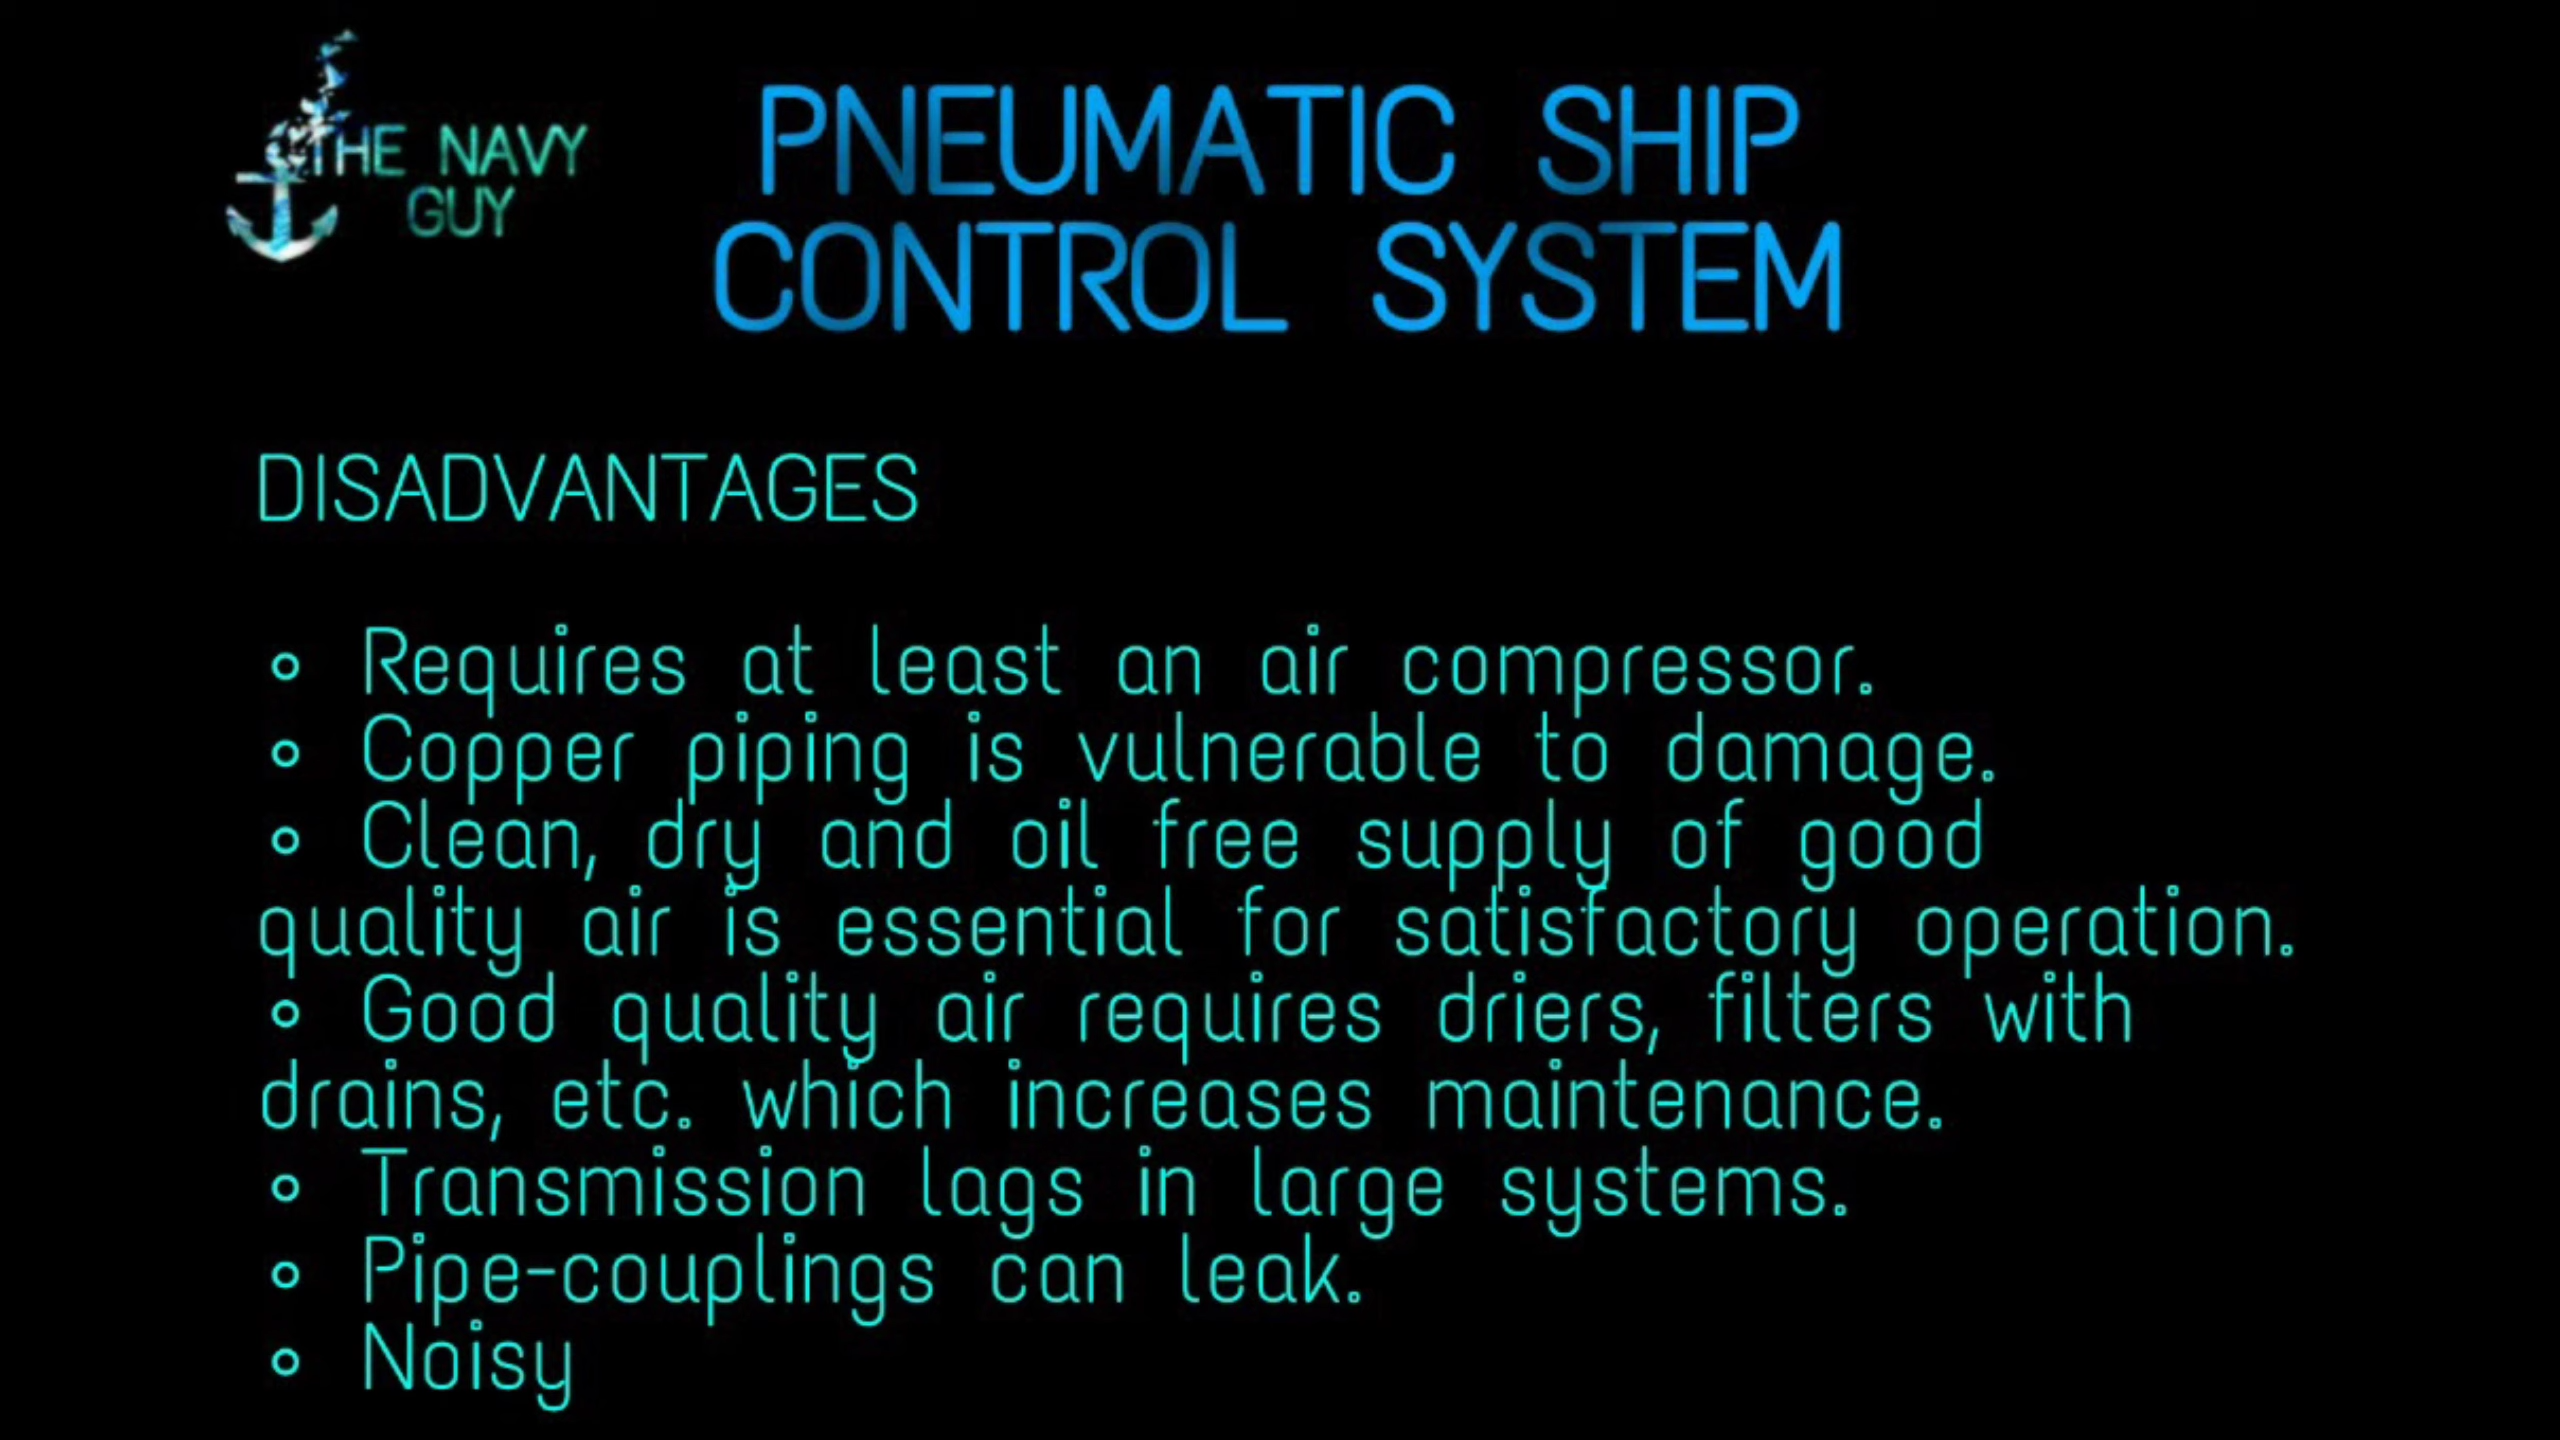 THE NAVY
GUY
PNEUMATIC SHIP
CONTROL SYSTEM
DISADVANTAGES
∘ Requires at least an air compressor.
∘ Copper piping is vulnerable to damage.
∘ Clean, dry and oil free supply of good
quality air is essential for satisfactory operation.
∘ Good quality air requires driers, filters with
drains, etc. which increases maintenance.
∘ Transmission lags in large systems.
∘ Pipe-couplings can leak.
∘ Noisy